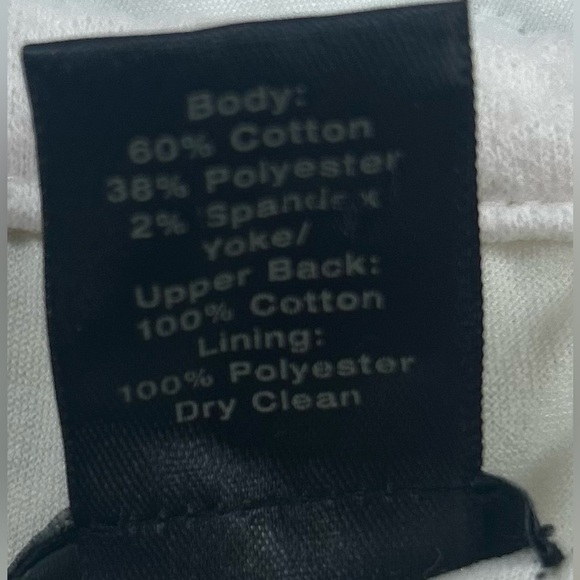 Body:
60% Cotton
38% Polyester
2% Spandex
Yoke/
Upper Back:
100% Cotton
Lining:
100% Polyester
Dry Clean